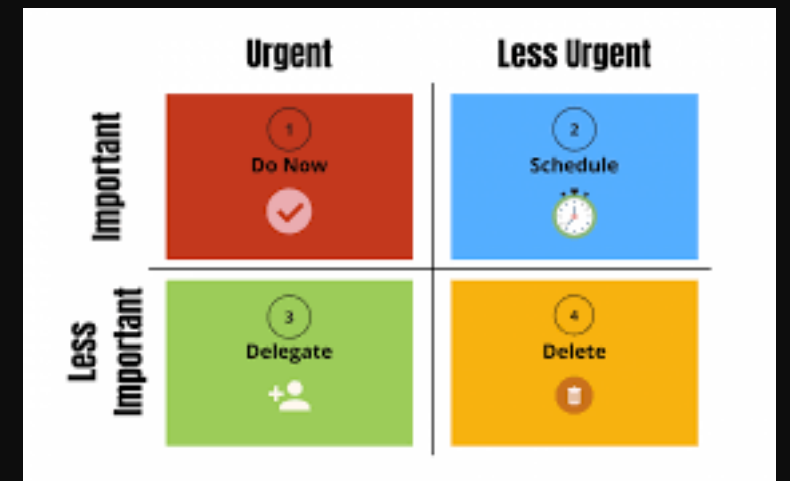 Urgent
Less Urgent
Important
1
Do Now
2
Schedule
Less
Important
3
Delegate
4
Delete